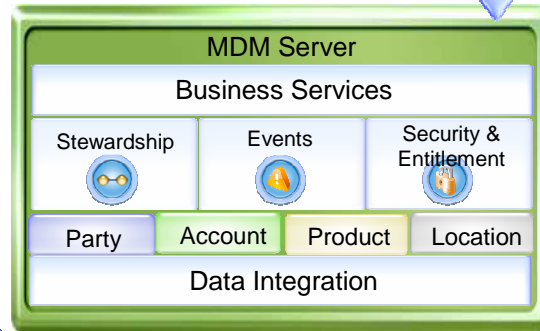 MDM Server
Business Services
Stewardship
Events
Security &
Entitlement
Party
Account
Product
Location
Data Integration